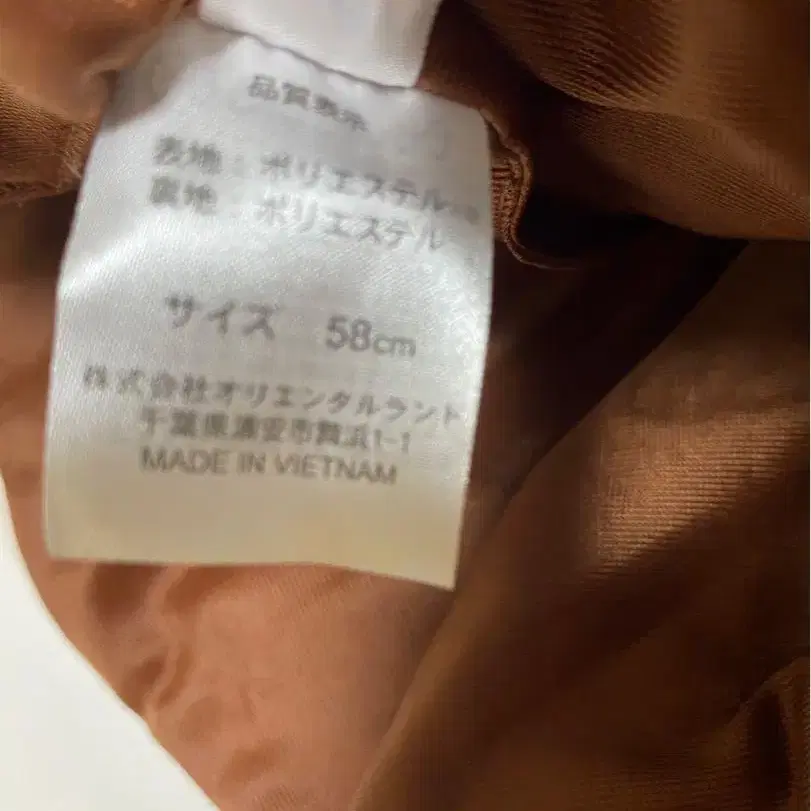 品質表示
表地 ポリエステル
裏地 ポリエステル
サイズ 58cm
株式会社オリエンタルランド
千葉県浦安市舞浜1-1
MADE IN VIETNAM